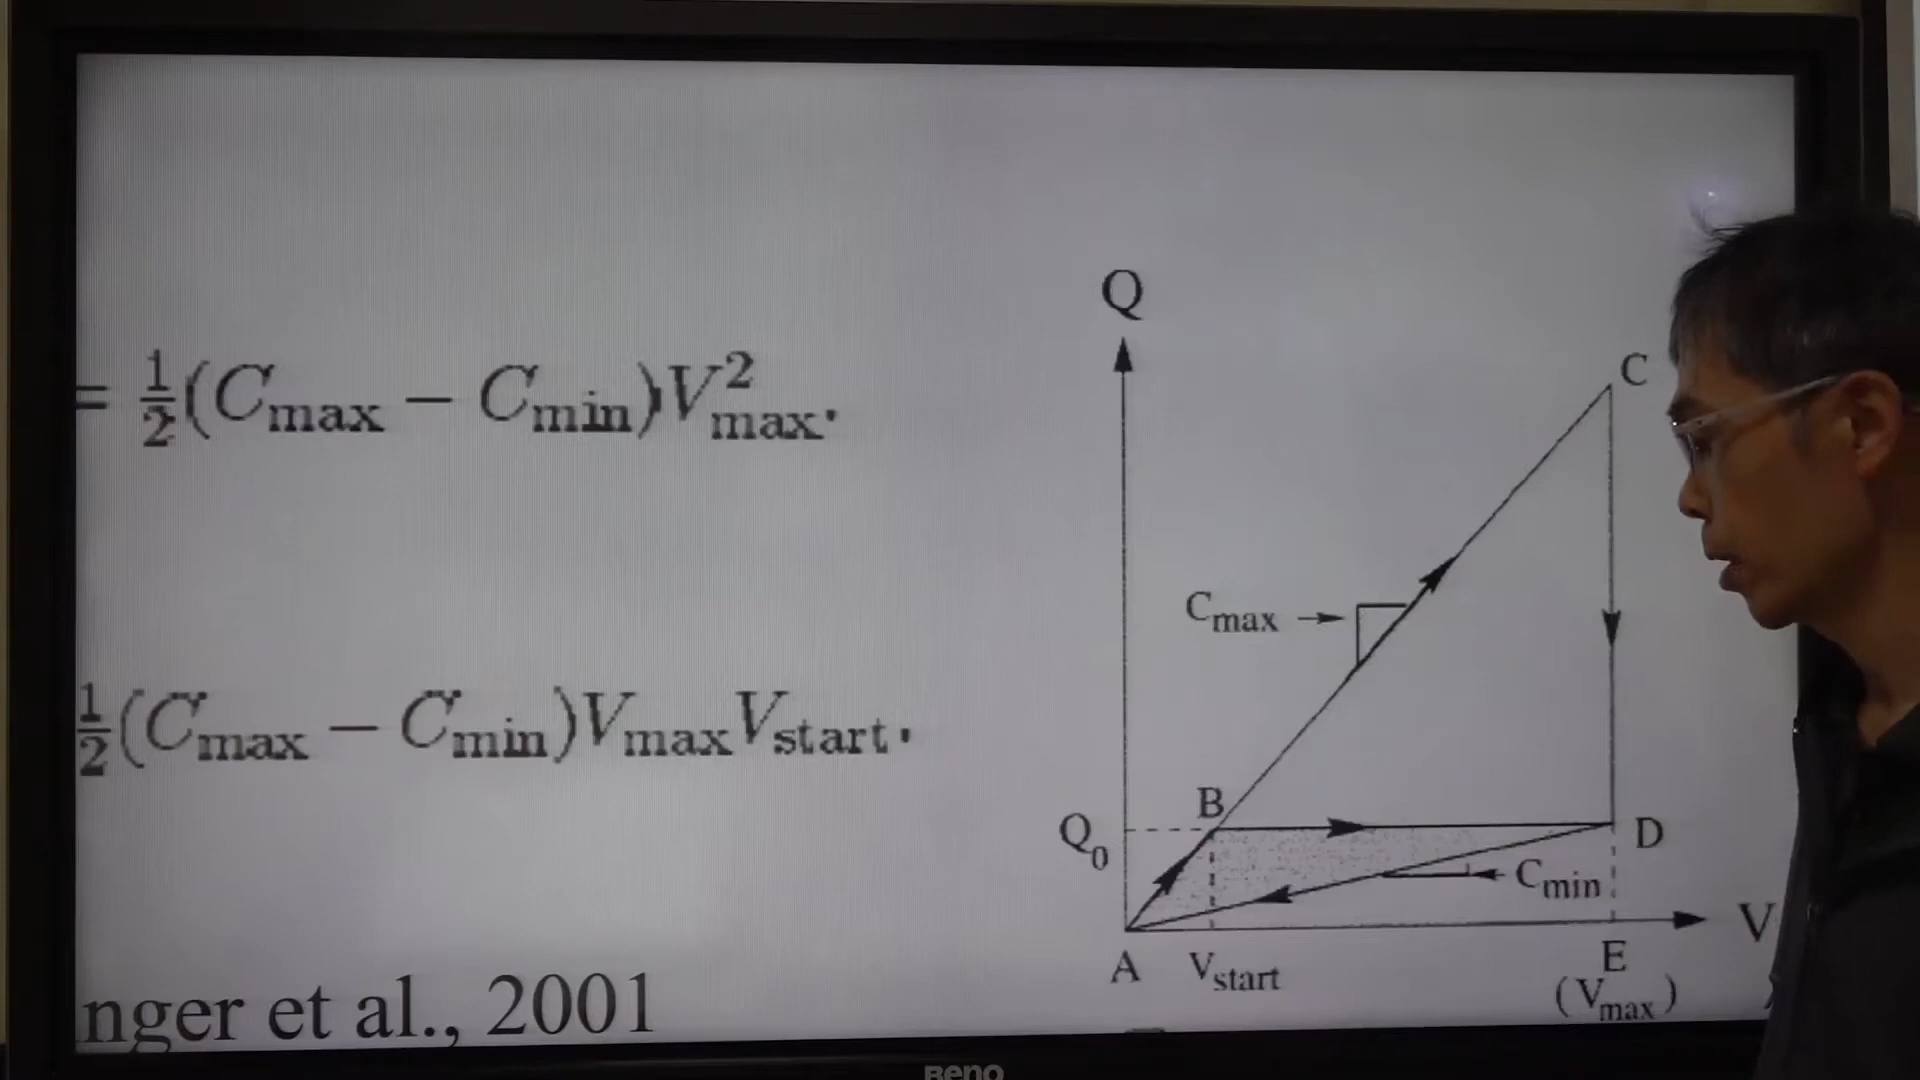 = ½(Cmax − Cmin)V²max.
½(Cmax − Cmin)VmaxVstart.
nger et al., 2001
Q
C
Cmax
B
Q0
D
Cmin
V
A
Vstart
E
(Vmax)
BenQ